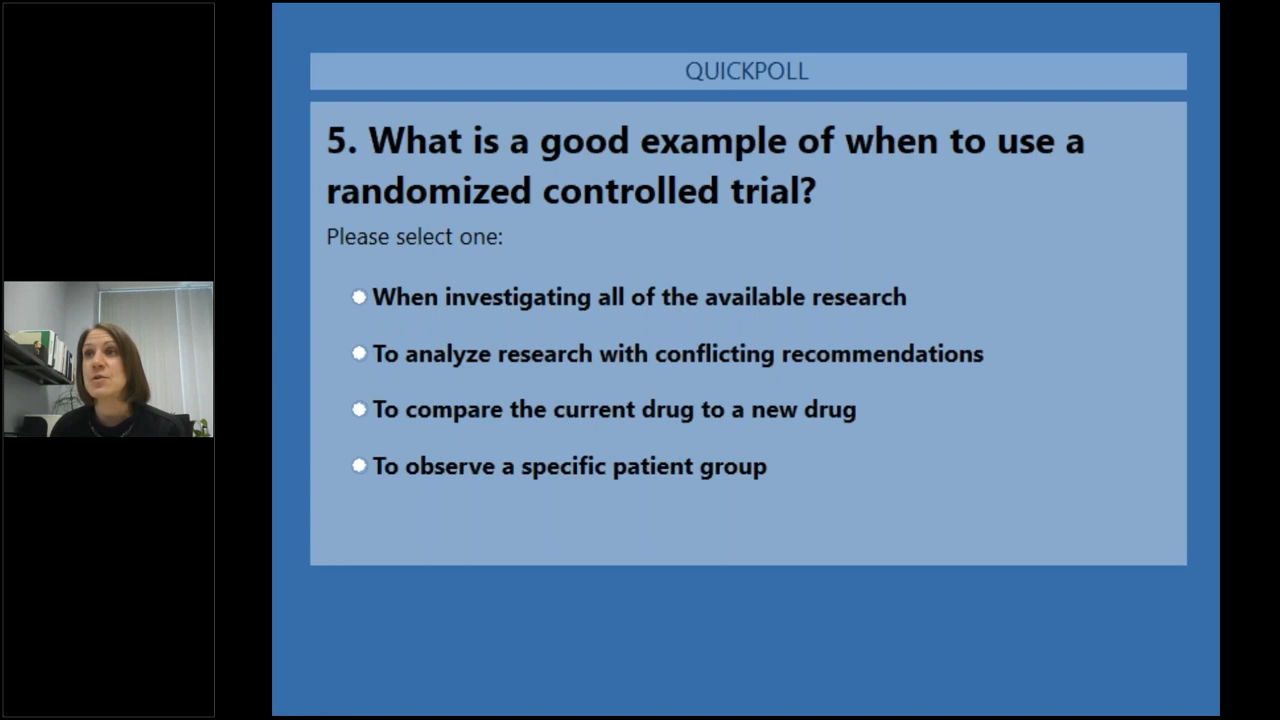 QUICKPOLL
5. What is a good example of when to use a
randomized controlled trial?
Please select one:
When investigating all of the available research
To analyze research with conflicting recommendations
To compare the current drug to a new drug
To observe a specific patient group